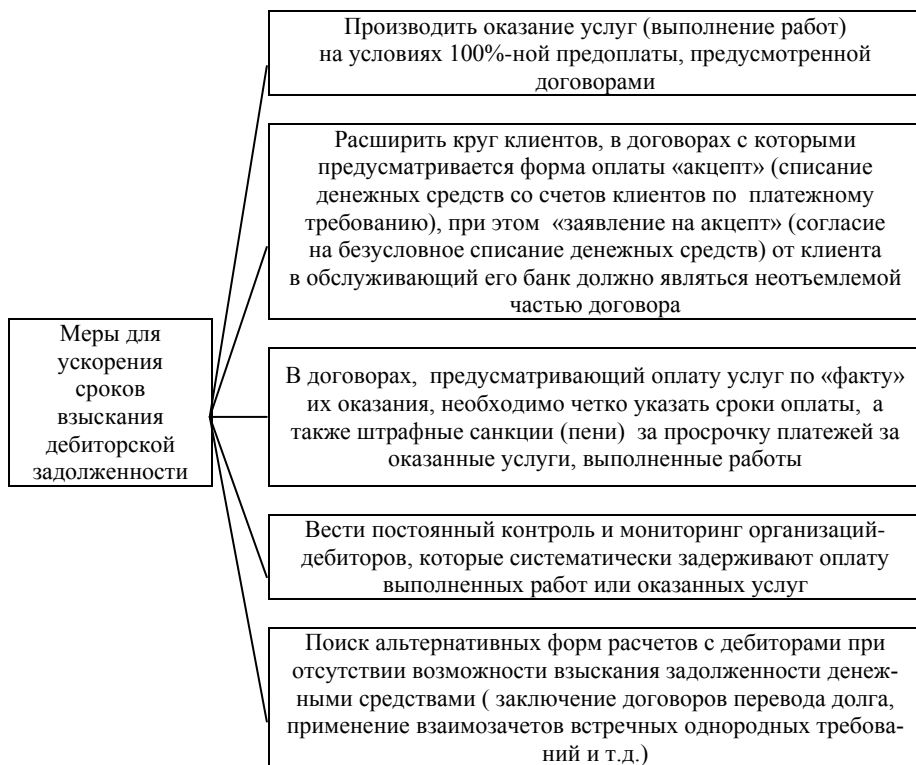 Производить оказание услуг (выполнение работ)
на условиях 100%-ной предоплаты, предусмотренной
договорами
Расширить круг клиентов, в договорах с которыми
предусматривается форма оплаты «акцепт» (списание
денежных средств со счетов клиентов по платежному
требованию), при этом «заявление на акцепт» (согласие
на безусловное списание денежных средств) от клиента
в обслуживающий его банк должно являться неотъемлемой
частью договора
Меры для
ускорения
сроков
взыскания
дебиторской
задолженности
В договорах, предусматривающий оплату услуг по «факту»
их оказания, необходимо четко указать сроки оплаты, а
также штрафные санкции (пени) за просрочку платежей за
оказанные услуги, выполненные работы
Вести постоянный контроль и мониторинг организаций-
дебиторов, которые систематически задерживают оплату
выполненных работ или оказанных услуг
Поиск альтернативных форм расчетов с дебиторами при
отсутствии возможности взыскания задолженности денеж-
ными средствами ( заключение договоров перевода долга,
применение взаимозачетов встречных однородных требова-
ний и т.д.)